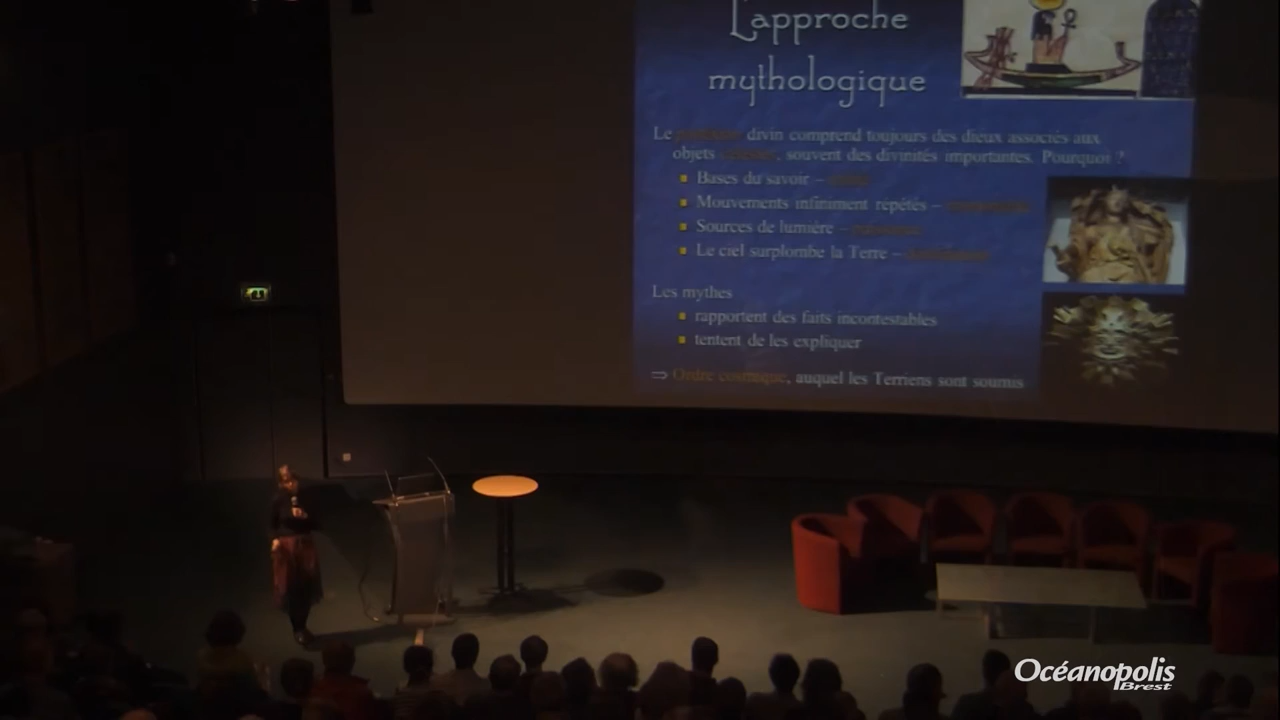 L'approche
mythologique
Le divin comprend toujours des dieux associés aux
objets , souvent des divinités importantes. Pourquoi ?
Bases du savoir –
Mouvements infiniment répétés –
Sources de lumière –
Le ciel surplombe la Terre –
Les mythes
rapportent des faits incontestables
tentent de les expliquer
⇒ Ordre cosmique, auquel les Terriens sont soumis
Océanopolis
Brest